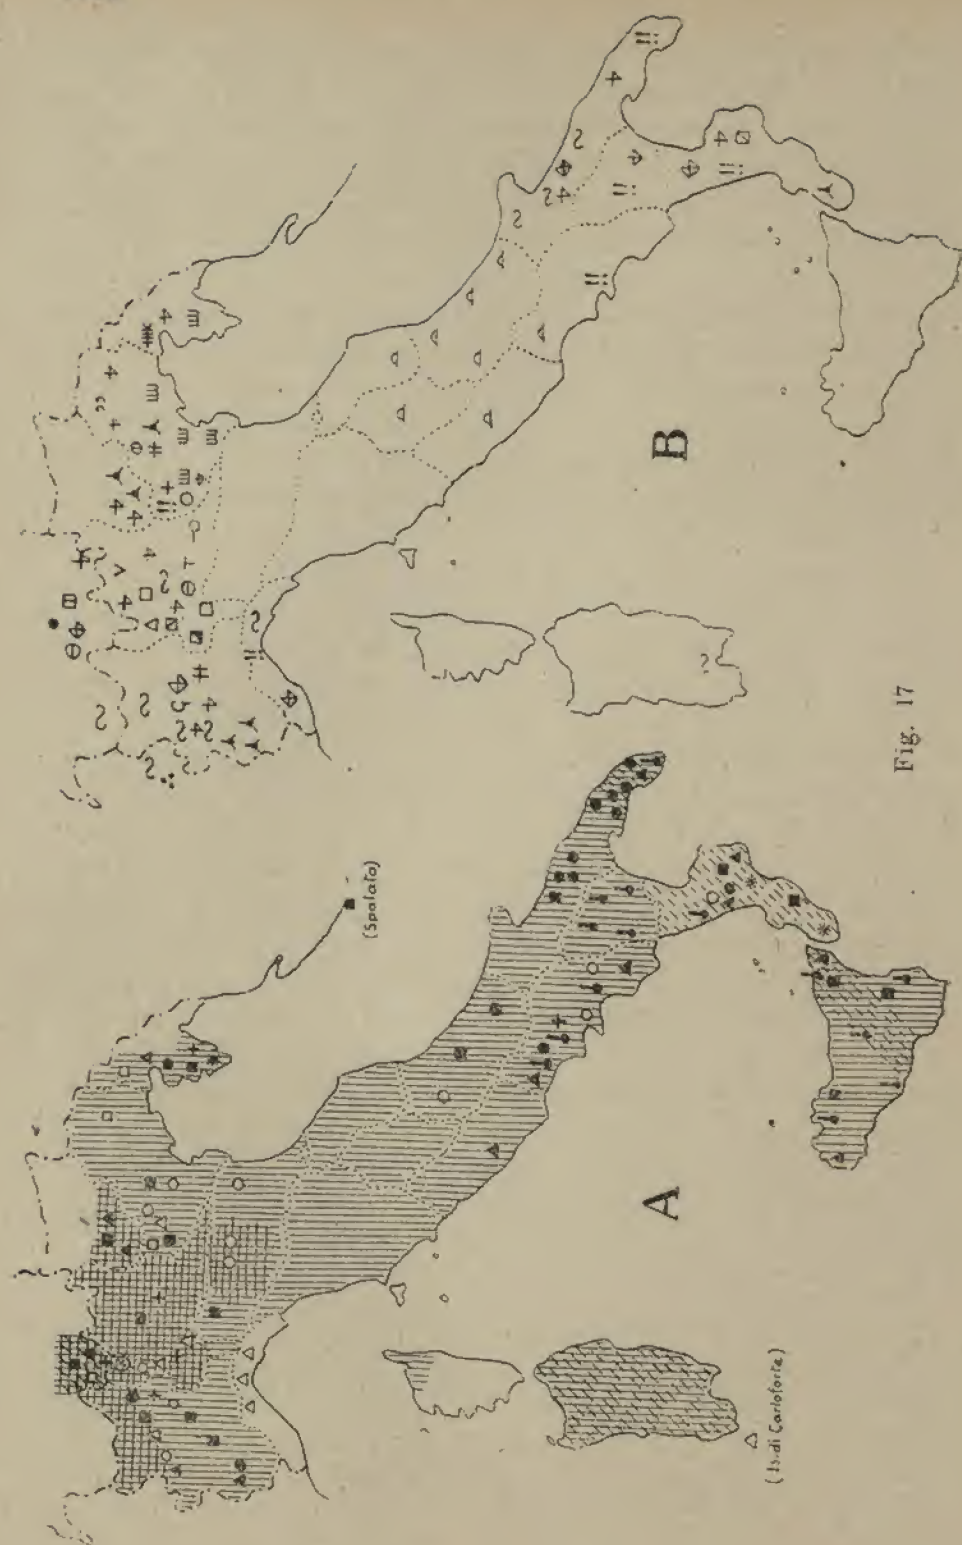 (Spalato)
A
(Is. di Carloforte)
B
?
Fig. 17